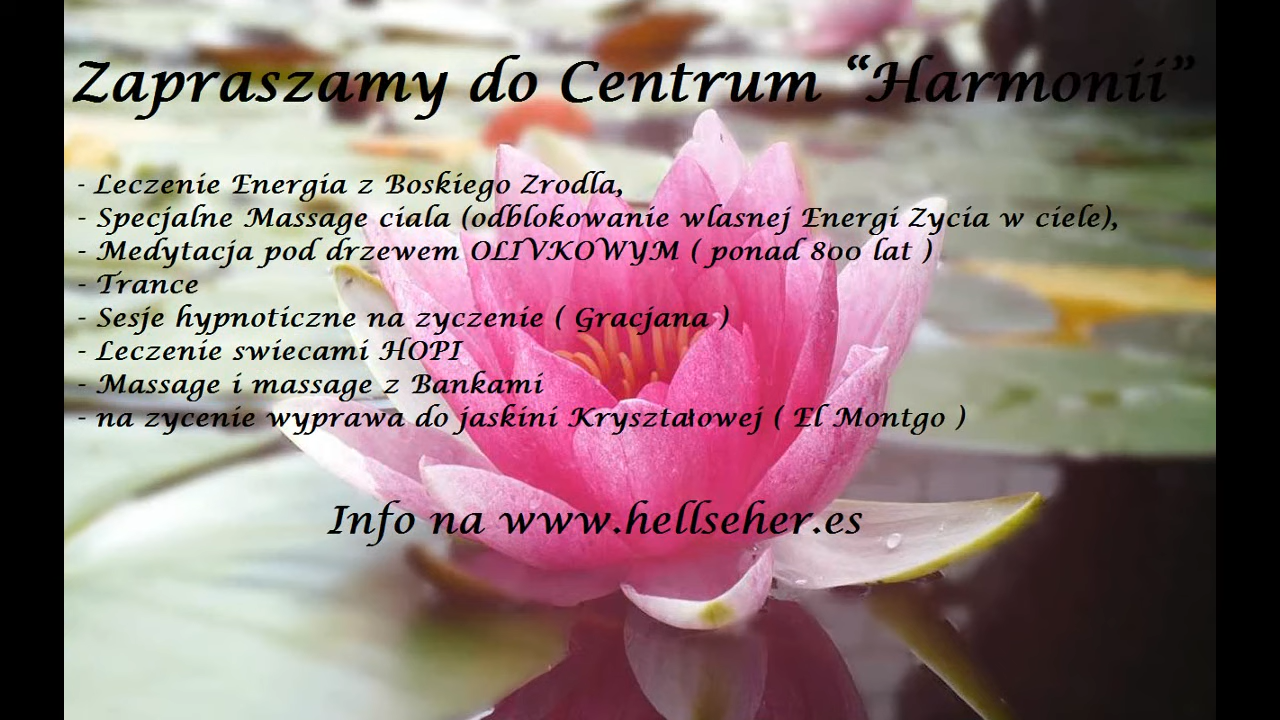 Zapraszamy do Centrum “Harmonii”
- Leczenie Energia z Boskiego Zrodla,
- Specjalne Massage ciala (odblokowanie wlasnej Energi Zycia w ciele),
- Medytacja pod drzewem OLIVKOWYM ( ponad 800 lat )
- Trance
- Sesje hypnoticzne na zyczenie ( Gracjana )
- Leczenie swiecami HOPI
- Massage i massage z Bankami
- na zycenie wyprawa do jaskini Kryształowej ( El Montgo )
Info na www.hellseher.es